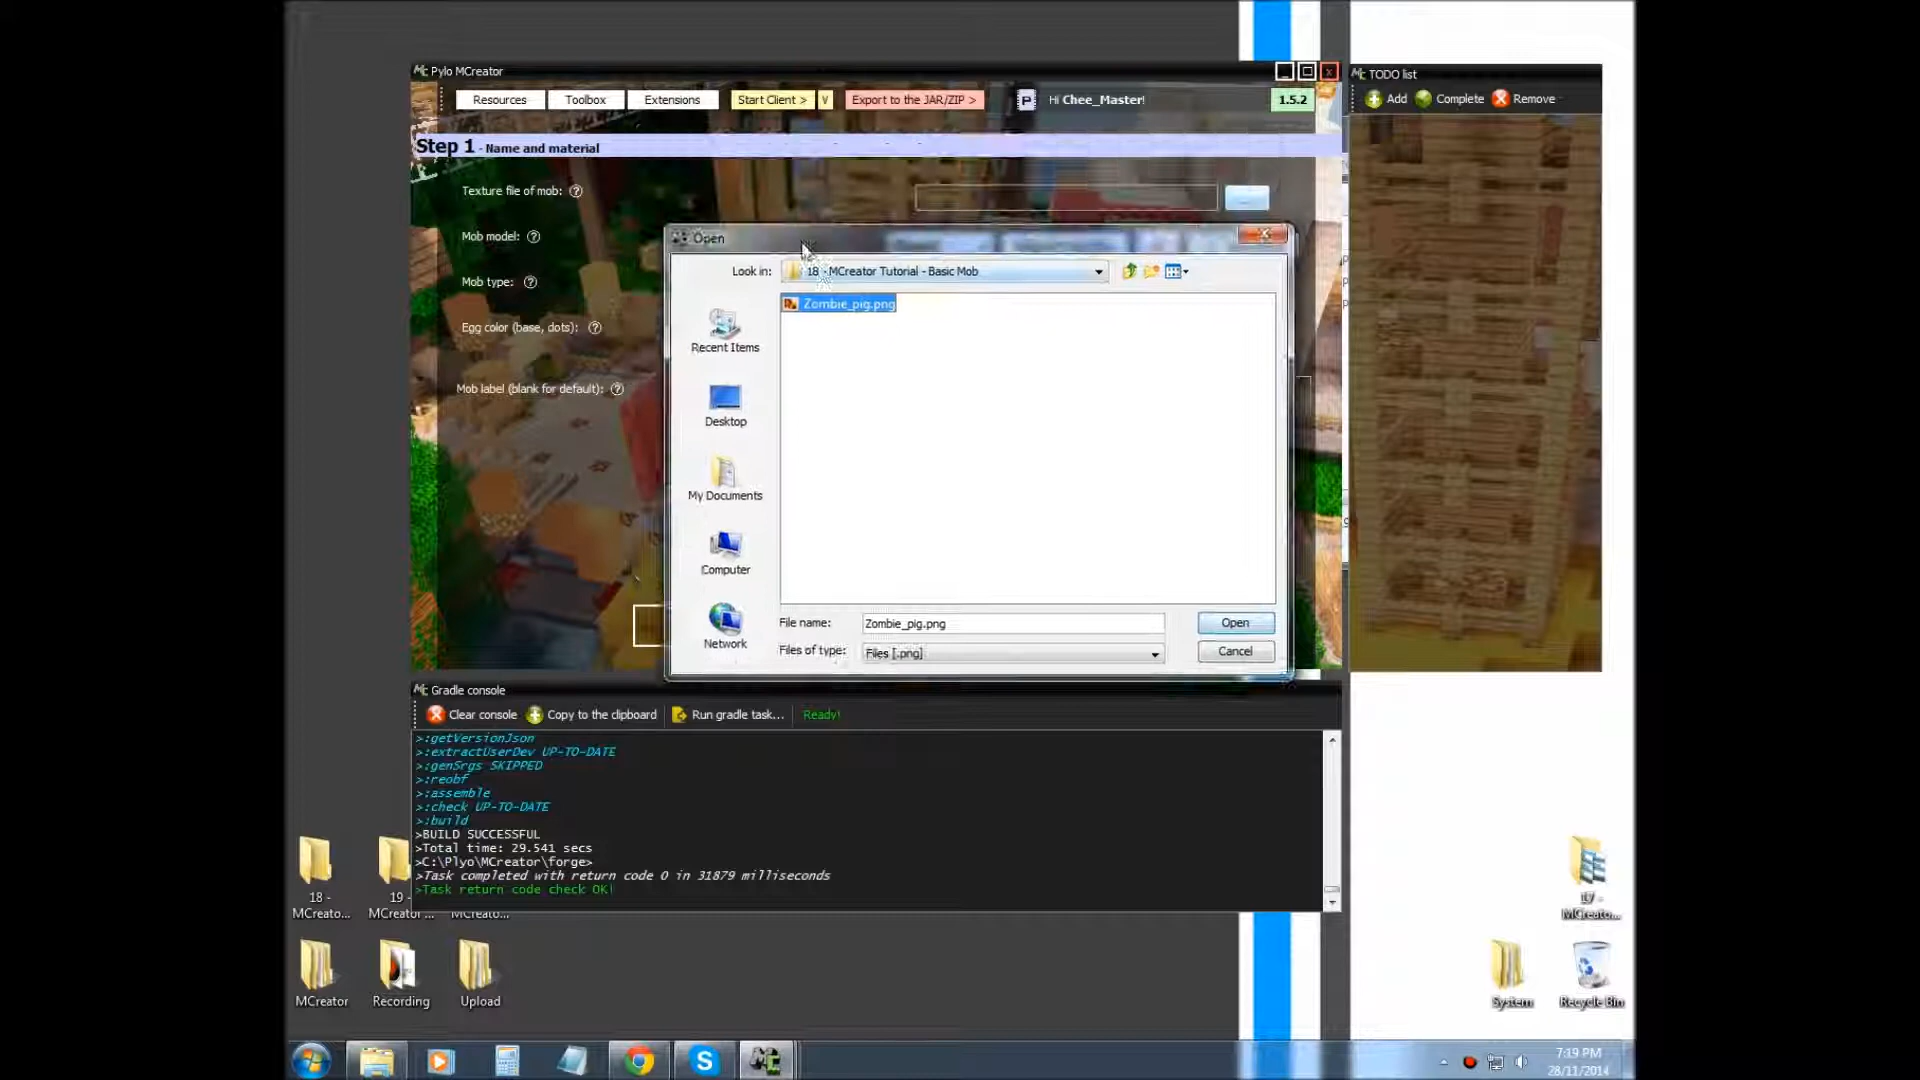 Pylo MCreator
TODO list
Resources
Toolbox
Extensions
Start Client >
V
Export to the JAR/ZIP >
P
Hi Chee_Master!
1.5.2
Add
Complete
Remove
Step 1 - Name and material
Texture file of mob: ?
...
Mob model: ?
Open
Look in:
18 - MCreator Tutorial - Basic Mob
Mob type: ?
Zombie_pig.png
Egg color (base, dots): ?
Recent Items
Mob label (blank for default): ?
Desktop
My Documents
Computer
Network
File name:
Zombie_pig.png
Open
Files of type:
Files [.png]
Cancel
Gradle console
Clear console
Copy to the clipboard
Run gradle task...
Ready!
>:getVersionJson
>:extractUserDev UP-TO-DATE
>:genSrgs SKIPPED
>:reobf
>:assemble
>:check UP-TO-DATE
>:build
>BUILD SUCCESSFUL
>Total time: 29.541 secs
>C:\Plyo\MCreator\forge>
>Task completed with return code 0 in 31879 milliseconds
>Task return code check OK!
18 -
MCreato...
19 -
MCreator ...
MCreato...
17 -
MCreato...
MCreator
Recording
Upload
System
Recycle Bin
7:19 PM
28/11/2014